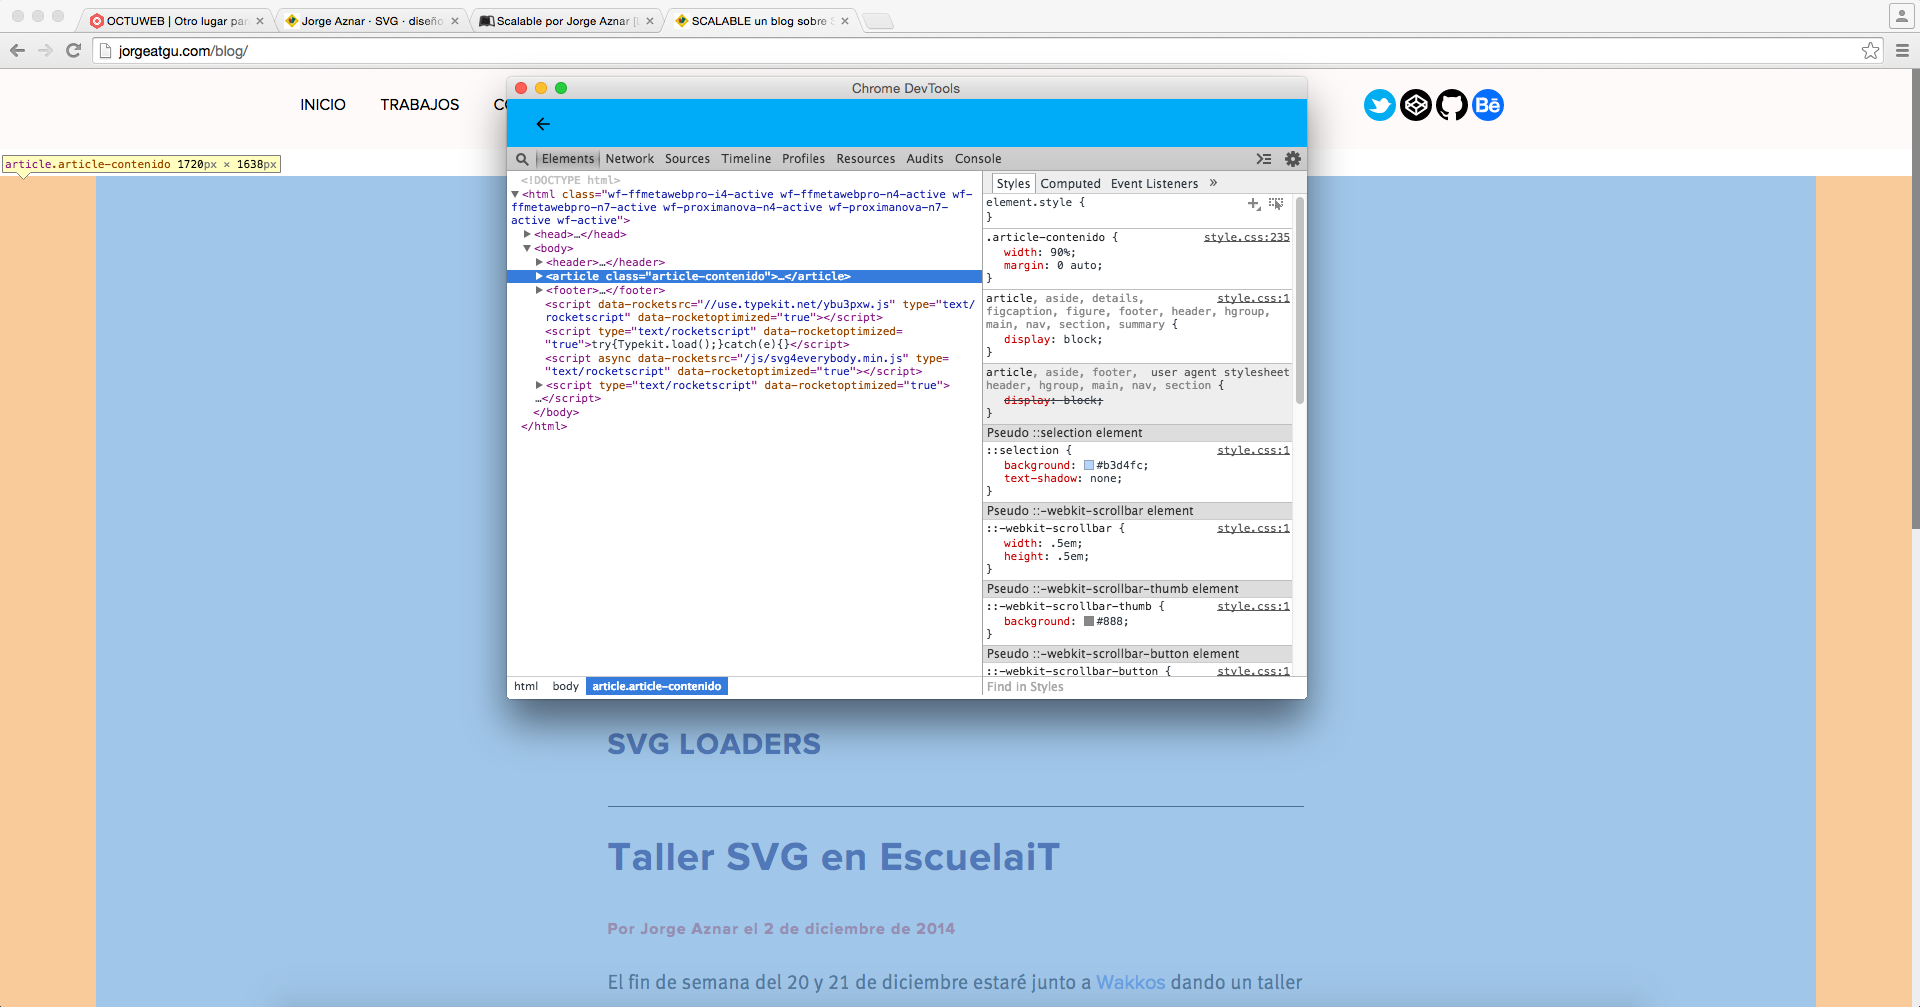 OCTUWEB | Otro lugar par
Jorge Aznar · SVG · diseño
Scalable por Jorge Aznar [
SCALABLE un blog sobre S
jorgeatgu.com/blog/
INICIO TRABAJOS CO
Bē
article.article-contenido 1720px × 1638px
Chrome DevTools
Elements Network Sources Timeline Profiles Resources Audits Console
<!DOCTYPE html>
<html class="wf-ffmetawebpro-i4-active wf-ffmetawebpro-n4-active wf-
ffmetawebpro-n7-active wf-proximanova-n4-active wf-proximanova-n7-
active wf-active">
<head>…</head>
<body>
<header>…</header>
<article class="article-contenido">…</article>
<footer>…</footer>
<script data-rocketsrc="//use.typekit.net/ybu3pxw.js" type="text/
rocketscript" data-rocketoptimized="true"></script>
<script type="text/rocketscript" data-rocketoptimized=
"true">try{Typekit.load();}catch(e){}</script>
<script async data-rocketsrc="/js/svg4everybody.min.js" type=
"text/rocketscript" data-rocketoptimized="true"></script>
<script type="text/rocketscript" data-rocketoptimized="true">
…</script>
</body>
</html>
html body article.article-contenido
Styles Computed Event Listeners »
element.style {
}
.article-contenido { style.css:235
width: 90%;
margin: 0 auto;
}
article, aside, details, style.css:1
figcaption, figure, footer, header, hgroup,
main, nav, section, summary {
display: block;
}
article, aside, footer, user agent stylesheet
header, hgroup, main, nav, section {
display: block;
}
Pseudo ::selection element
::selection { style.css:1
background: #b3d4fc;
text-shadow: none;
}
Pseudo ::-webkit-scrollbar element
::-webkit-scrollbar { style.css:1
width: .5em;
height: .5em;
}
Pseudo ::-webkit-scrollbar-thumb element
::-webkit-scrollbar-thumb { style.css:1
background: #888;
}
Pseudo ::-webkit-scrollbar-button element
::-webkit-scrollbar-button { style.css:1
Find in Styles
SVG LOADERS
Taller SVG en EscuelaiT
Por Jorge Aznar el 2 de diciembre de 2014
El fin de semana del 20 y 21 de diciembre estaré junto a Wakkos dando un taller